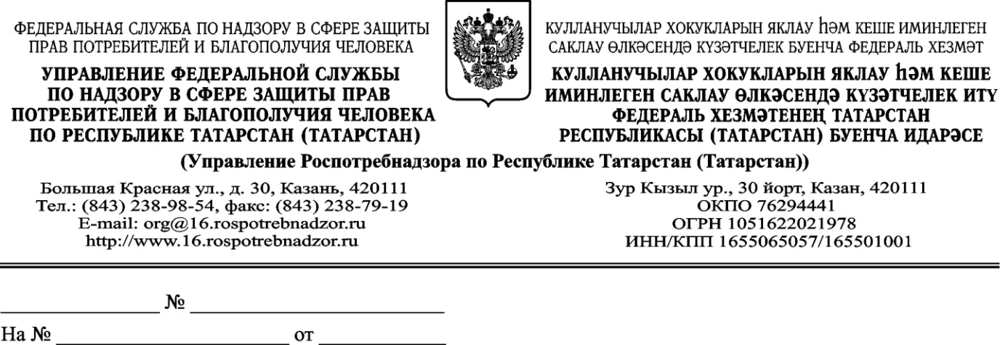 ФЕДЕРАЛЬНАЯ СЛУЖБА ПО НАДЗОРУ В СФЕРЕ ЗАЩИТЫ
ПРАВ ПОТРЕБИТЕЛЕЙ И БЛАГОПОЛУЧИЯ ЧЕЛОВЕКА
УПРАВЛЕНИЕ ФЕДЕРАЛЬНОЙ СЛУЖБЫ
ПО НАДЗОРУ В СФЕРЕ ЗАЩИТЫ ПРАВ
ПОТРЕБИТЕЛЕЙ И БЛАГОПОЛУЧИЯ ЧЕЛОВЕКА
ПО РЕСПУБЛИКЕ ТАТАРСТАН (ТАТАРСТАН)
КУЛЛАНУЧЫЛАР ХОКУКЛАРЫН ЯКЛАУ һӘМ КЕШЕ ИМИНЛЕГЕН
САКЛАУ ӨЛКӘСЕНДӘ КҮЗӘТЧЕЛЕК БУЕНЧА ФЕДЕРАЛЬ ХЕЗМӘТ
КУЛЛАНУЧЫЛАР ХОКУКЛАРЫН ЯКЛАУ һӘМ КЕШЕ
ИМИНЛЕГЕН САКЛАУ ӨЛКӘСЕНДӘ КҮЗӘТЧЕЛЕК ИТҮ
ФЕДЕРАЛЬ ХЕЗМӘТЕНЕҢ ТАТАРСТАН
РЕСПУБЛИКАСЫ (ТАТАРСТАН) БУЕНЧА ИДАРӘСЕ
(Управление Роспотребнадзора по Республике Татарстан (Татарстан))
Большая Красная ул., д. 30, Казань, 420111
Тел.: (843) 238-98-54, факс: (843) 238-79-19
E-mail: org@16.rospotrebnadzor.ru
http://www.16.rospotrebnadzor.ru
Зур Кызыл ур., 30 йорт, Казан, 420111
ОКПО 76294441
ОГРН 1051622021978
ИНН/КПП 1655065057/165501001
________________ № __________________________
На № ________________________ от _____________